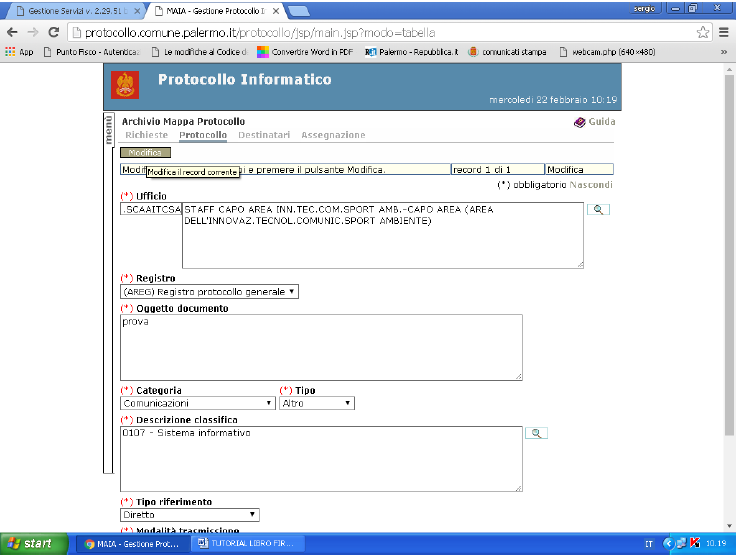 Gestione Servizi v. 2.29.51 t
MAIA - Gestione Protocollo I
sergio
protocollo.comune.palermo.it/protocollo/jsp/main.jsp?modo=tabella
App
Punto Fisco - Autenticaz
Le modifiche al Codice d
Convertire Word in PDF
Palermo - Repubblica.it
comunicati stampa
webcam.php (640×480)
»
Protocollo Informatico
mercoledì 22 febbraio 10:19
menù
Archivio Mappa Protocollo
Guida
Richieste Protocollo Destinatari Assegnazione
Modifica
Modif
i e premere il pulsante Modifica.
record 1 di 1
Modifica
Modifica il record corrente
(*) obbligatorio Nascondi
(*) Ufficio
.SCAAITCSA
STAFF CAPO AREA INN.TEC.COM.SPORT AMB.-CAPO AREA (AREA
DELL'INNOVAZ.TECNOL.COMUNIC.SPORT AMBIENTE)
(*) Registro
(AREG) Registro protocollo generale
(*) Oggetto documento
prova
(*) Categoria (*) Tipo
Comunicazioni Altro
(*) Descrizione classifica
0107 - Sistema informativo
(*) Tipo riferimento
Diretto
(*) Modalità trasmissione
start
MAIA - Gestione Prot...
TUTORIAL LIBRO FIR...
IT
10.19